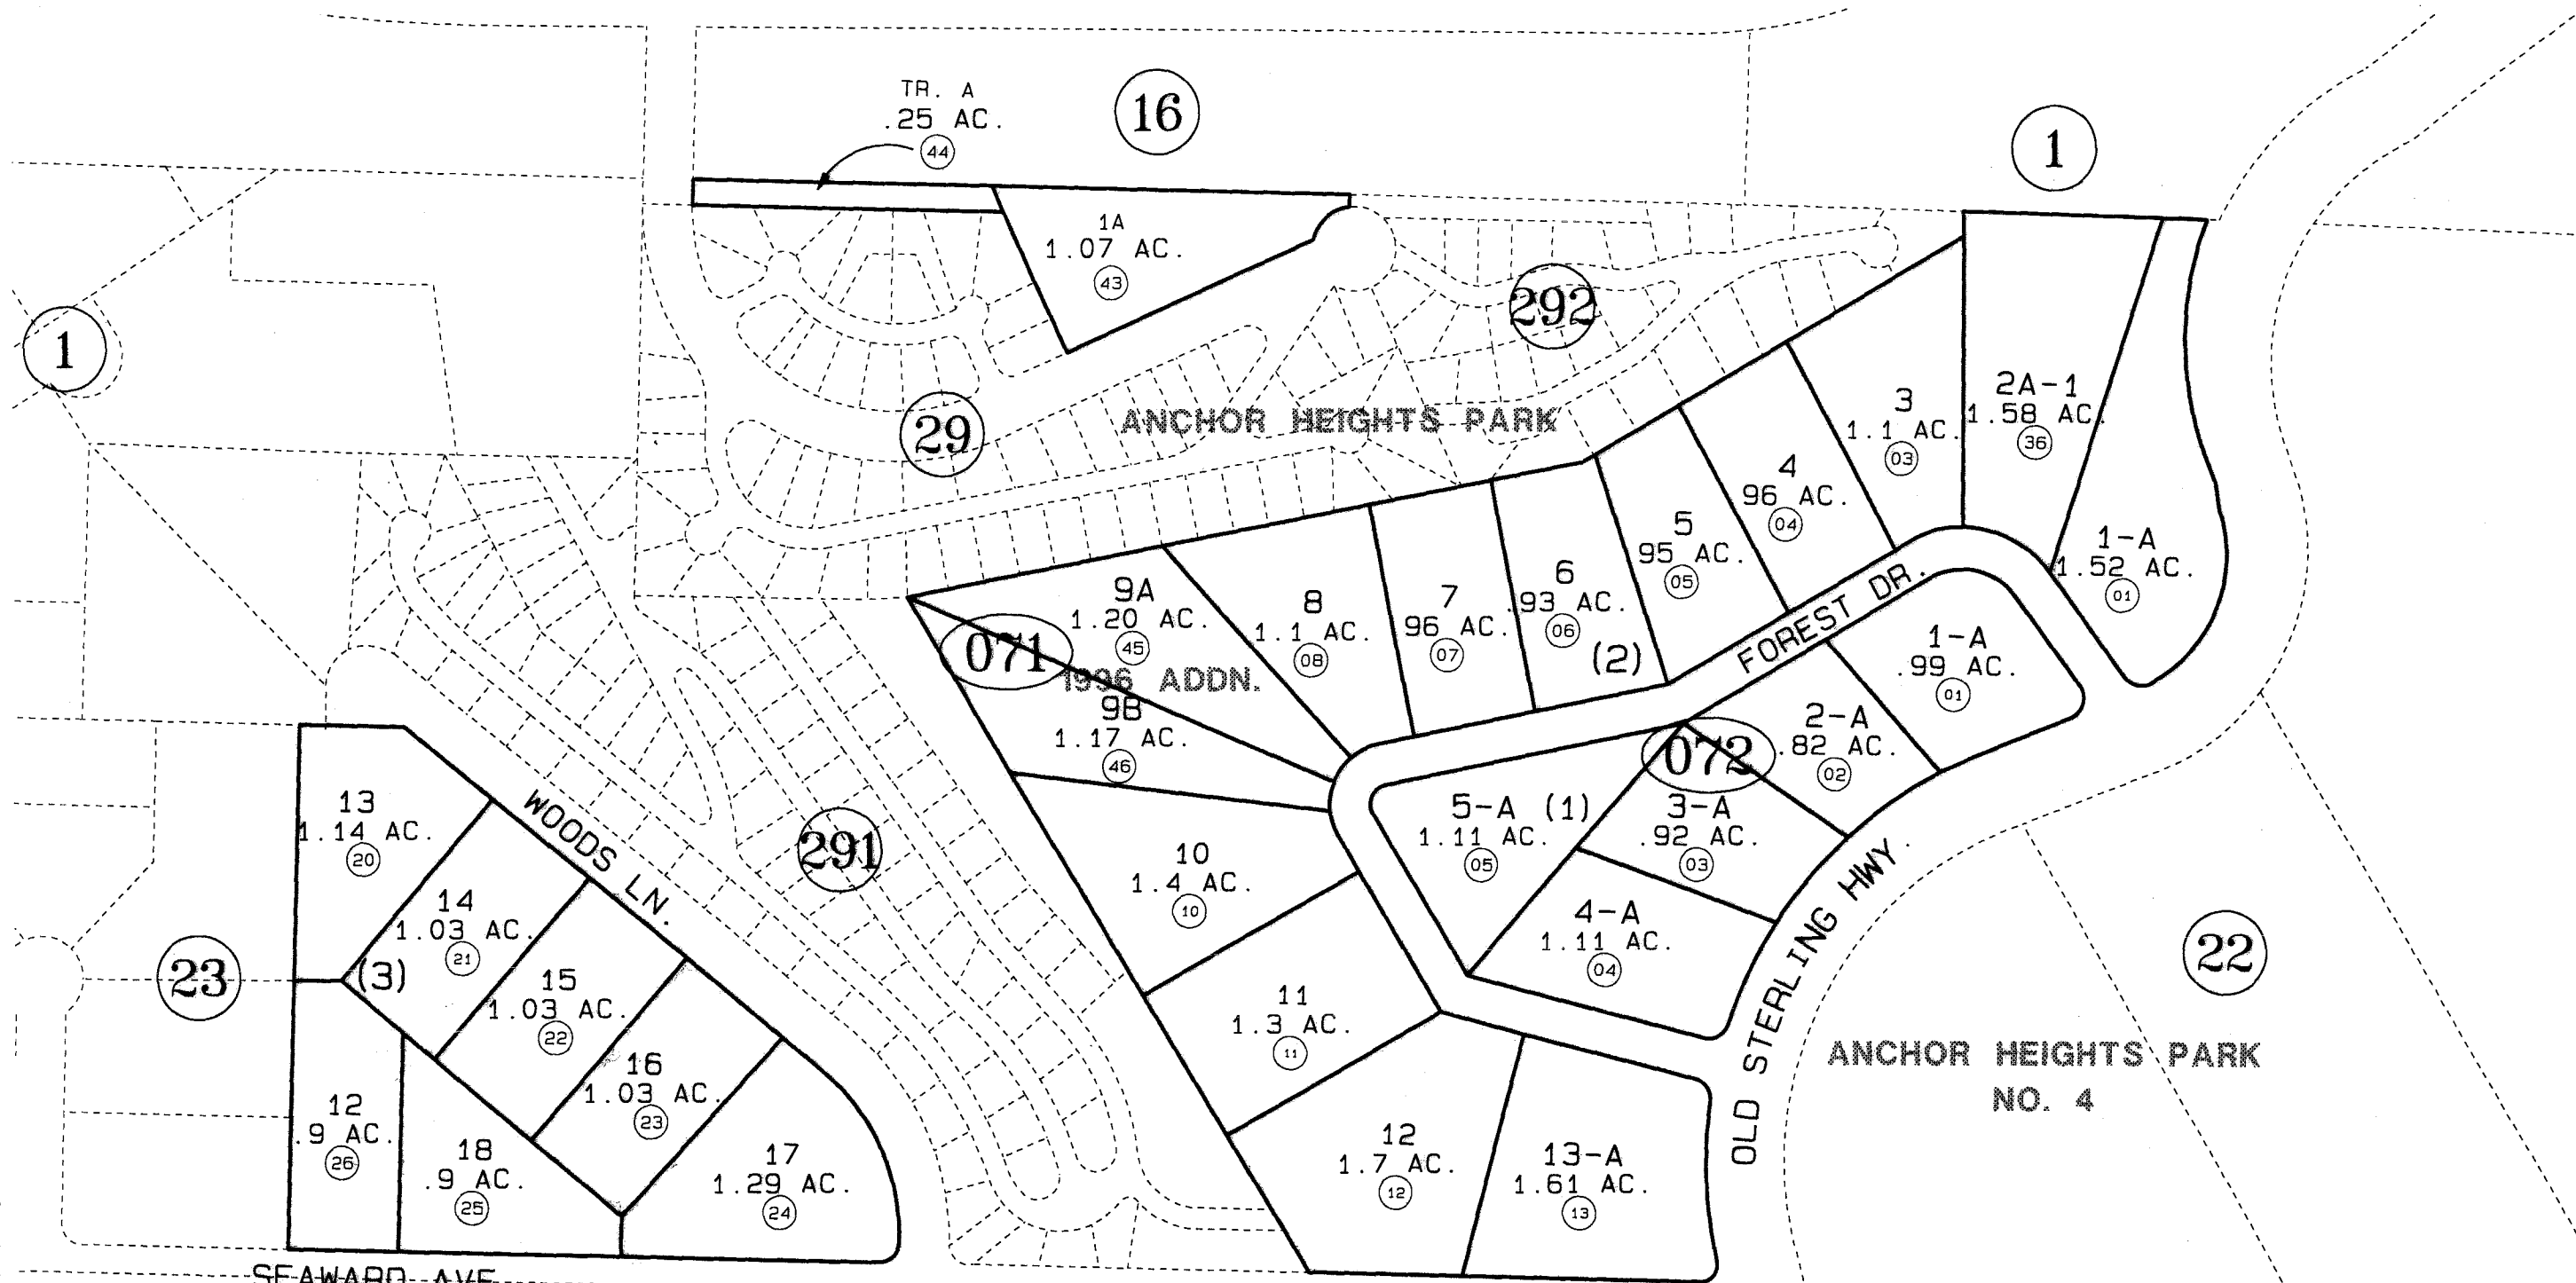 TR. A
.25 AC.
44
16
1
1A
1.07 AC.
43
292
1
29
ANCHOR HEIGHTS PARK
3
1.1 AC.
03
2A-1
1.58 AC.
36
4
96 AC.
04
5
95 AC.
05
1-A
1.52 AC.
01
6
.93 AC.
06
(2)
7
96 AC.
07
8
1.1 AC.
08
9A
1.20 AC.
45
071
1996 ADDN.
9B
1.17 AC.
46
FOREST DR.
1-A
.99 AC.
01
2-A
.82 AC.
02
072
5-A (1)
1.11 AC.
05
3-A
.92 AC.
03
4-A
1.11 AC.
04
10
1.4 AC.
10
11
1.3 AC.
11
12
1.7 AC.
12
13-A
1.61 AC.
13
OLD STERLING HWY.
22
ANCHOR HEIGHTS PARK
NO. 4
291
WOODS LN.
13
1.14 AC.
20
14
1.03 AC.
21
23
(3)
15
1.03 AC.
22
16
1.03 AC.
23
12
.9 AC.
26
18
.9 AC.
25
17
1.29 AC.
24
SEAWARD AVE